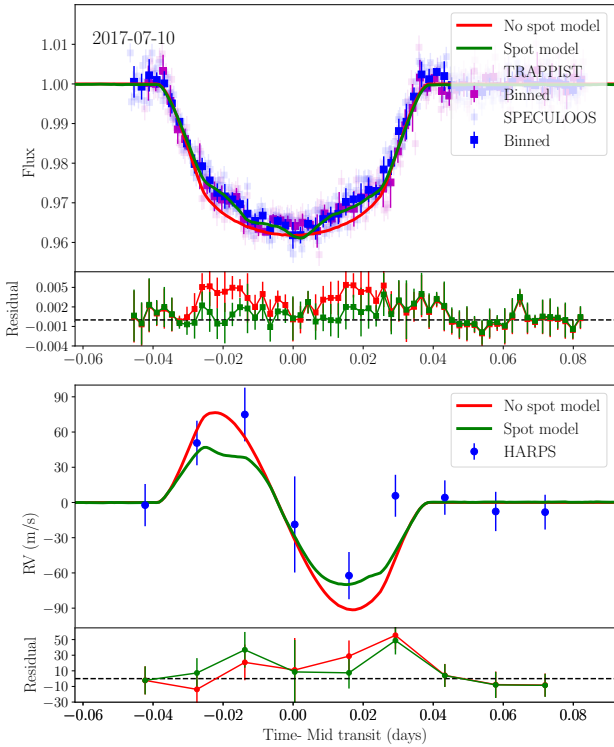 2017-07-10
No spot model
Spot model
TRAPPIST
Binned
SPECULOOS
Binned
Flux
1.01
1.00
0.99
0.98
0.97
0.96
Residual
0.005
0.002
−0.001
−0.004
−0.06 −0.04 −0.02 0.00 0.02 0.04 0.06 0.08
No spot model
Spot model
HARPS
RV (m/s)
90
60
30
0
−30
−60
−90
Residual
50
30
10
−10
−30
−0.06 −0.04 −0.02 0.00 0.02 0.04 0.06 0.08
Time- Mid transit (days)